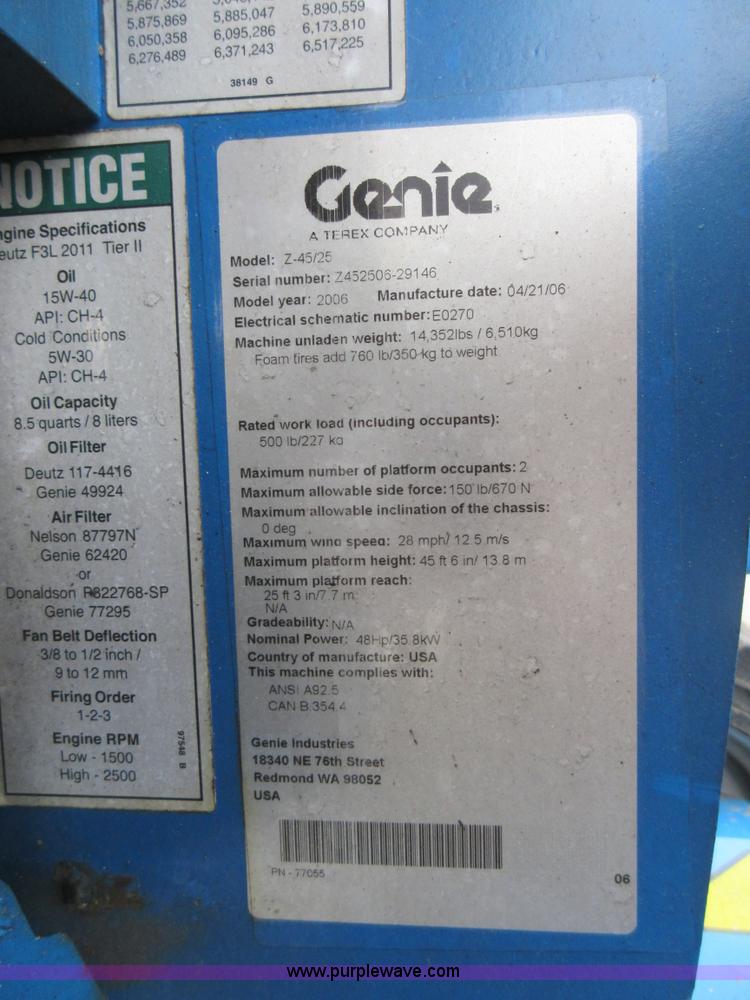 5,667,352
5,875,869 5,885,047 5,890,559
6,050,358 6,095,286 6,173,810
6,276,489 6,371,243 6,517,225
38149 G
NOTICE
ngine Specifications
eutz F3L 2011 Tier II
Oil
15W-40
API: CH-4
Cold Conditions
5W-30
API: CH-4
Oil Capacity
8.5 quarts / 8 liters
Oil Filter
Deutz 117-4416
Genie 49924
Air Filter
Nelson 87797N
Genie 62420
or
Donaldson P822768-SP
Genie 77295
Fan Belt Deflection
3/8 to 1/2 inch /
9 to 12 mm
Firing Order
1-2-3
Engine RPM
Low - 1500
High - 2500
97548 B
Genie
A TEREX COMPANY
Model: Z-45/25
Serial number: Z452506-29146
Model year: 2006 Manufacture date: 04/21/06
Electrical schematic number: E0270
Machine unladen weight: 14,352lbs / 6,510kg
Foam tires add 760 lb/350 kg to weight
Rated work load (including occupants):
500 lb/227 kg
Maximum number of platform occupants: 2
Maximum allowable side force: 150 lb/670 N
Maximum allowable inclination of the chassis:
0 deg
Maximum wind speed: 28 mph/ 12.5 m/s
Maximum platform height: 45 ft 6 in/ 13.8 m
Maximum platform reach:
25 ft 3 in/7.7 m
N/A
Gradeability: N/A
Nominal Power: 48Hp/35.8kW
Country of manufacture: USA
This machine complies with:
ANSI A92.5
CAN B.354.4
Genie Industries
18340 NE 76th Street
Redmond WA 98052
USA
PN - 77055
06
www.purplewave.com